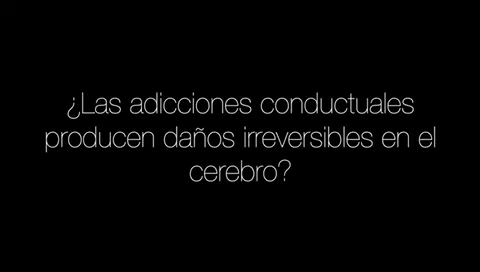 ¿Las adicciones conductuales
producen daños irreversibles en el
cerebro?